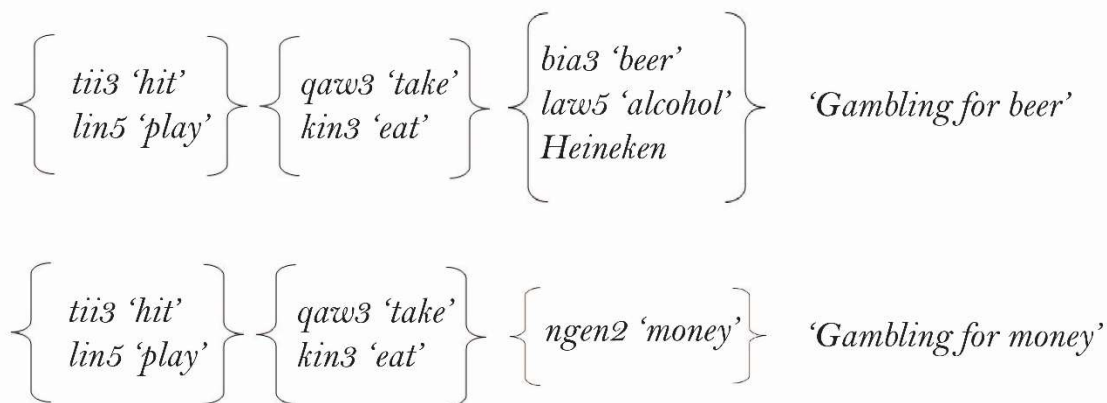 tii3 ‘hit’
lin5 ‘play’
qaw3 ‘take’
kin3 ‘eat’
bia3 ‘beer’
law5 ‘alcohol’
Heineken
‘Gambling for beer’
tii3 ‘hit’
lin5 ‘play’
qaw3 ‘take’
kin3 ‘eat’
ngen2 ‘money’
‘Gambling for money’